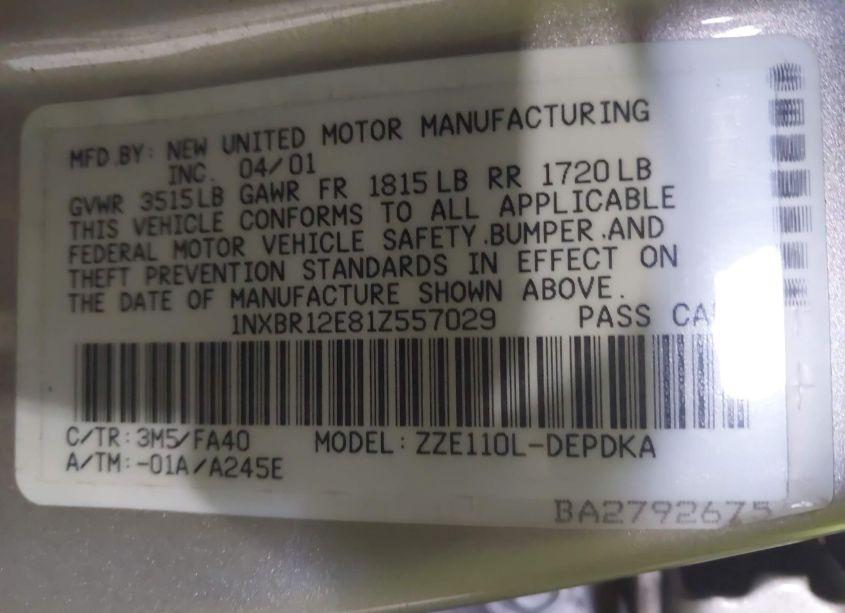 MFD.BY: NEW UNITED MOTOR MANUFACTURING
INC. 04/01
GVWR 3515LB GAWR FR 1815LB RR 1720LB
THIS VEHICLE CONFORMS TO ALL APPLICABLE
FEDERAL MOTOR VEHICLE SAFETY,BUMPER,AND
THEFT PREVENTION STANDARDS IN EFFECT ON
THE DATE OF MANUFACTURE SHOWN ABOVE.
1NXBR12E81Z557029 PASS
C/TR:3M5/FA40 MODEL:ZZE110L-DEPDKA
A/TM:-01A/A245E
BA2792675